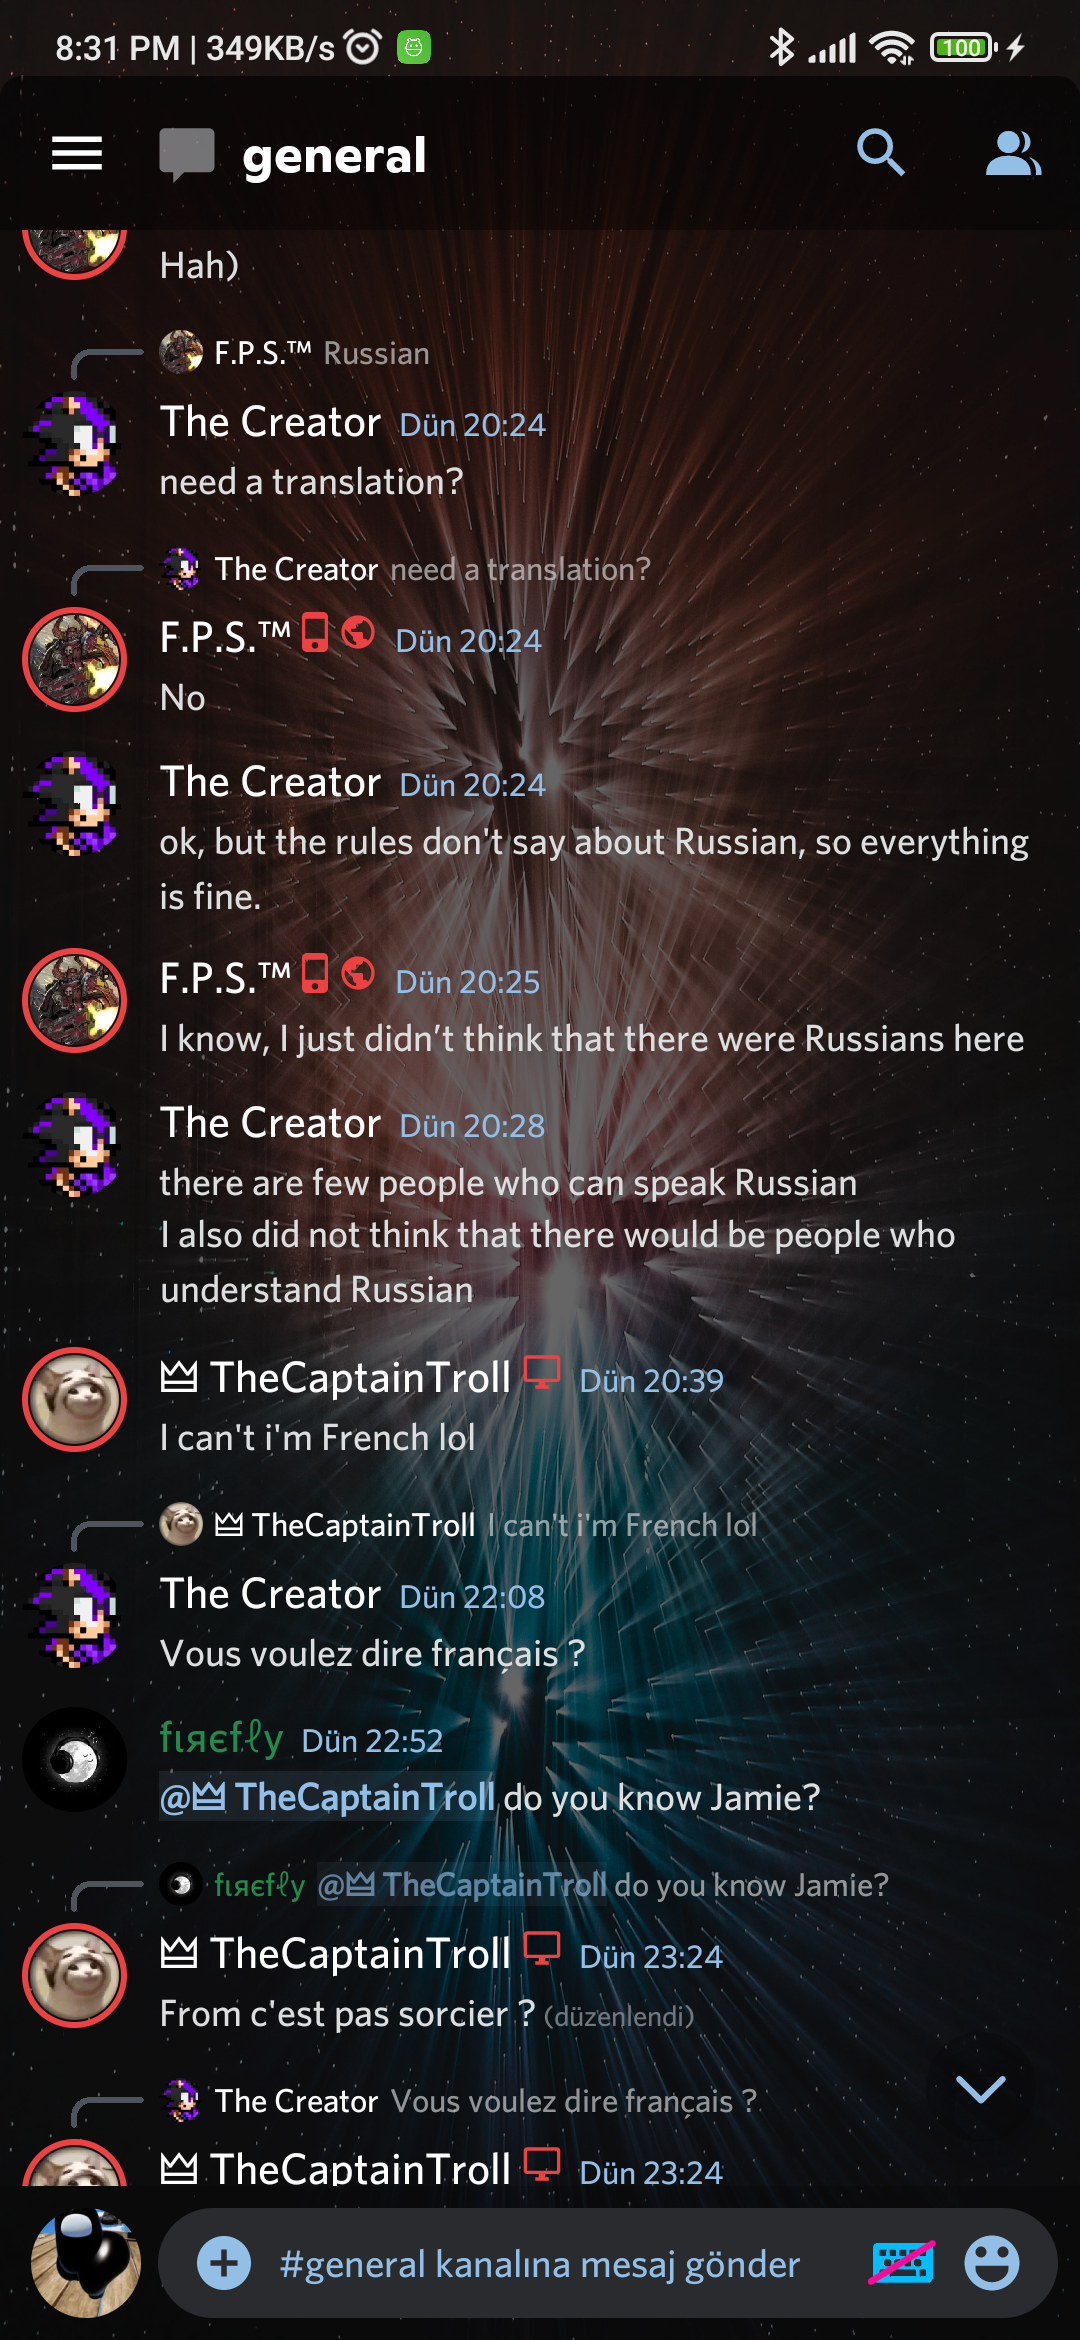 8:31 PM | 349KB/s
100
general
Hah)
F.P.S.™ Russian
The Creator Dün 20:24
need a translation?
The Creator need a translation?
F.P.S.™ Dün 20:24
No
The Creator Dün 20:24
ok, but the rules don't say about Russian, so everything
is fine.
F.P.S.™ Dün 20:25
I know, I just didn’t think that there were Russians here
The Creator Dün 20:28
there are few people who can speak Russian
I also did not think that there would be people who
understand Russian
TheCaptainTroll Dün 20:39
I can't i'm French lol
TheCaptainTroll I can't i'm French lol
The Creator Dün 22:08
Vous voulez dire français ?
fιяєfℓy Dün 22:52
@ TheCaptainTroll do you know Jamie?
fιяєfℓy @ TheCaptainTroll do you know Jamie?
TheCaptainTroll Dün 23:24
From c'est pas sorcier ? (düzenlendi)
The Creator Vous voulez dire français ?
TheCaptainTroll Dün 23:24
#general kanalına mesaj gönder